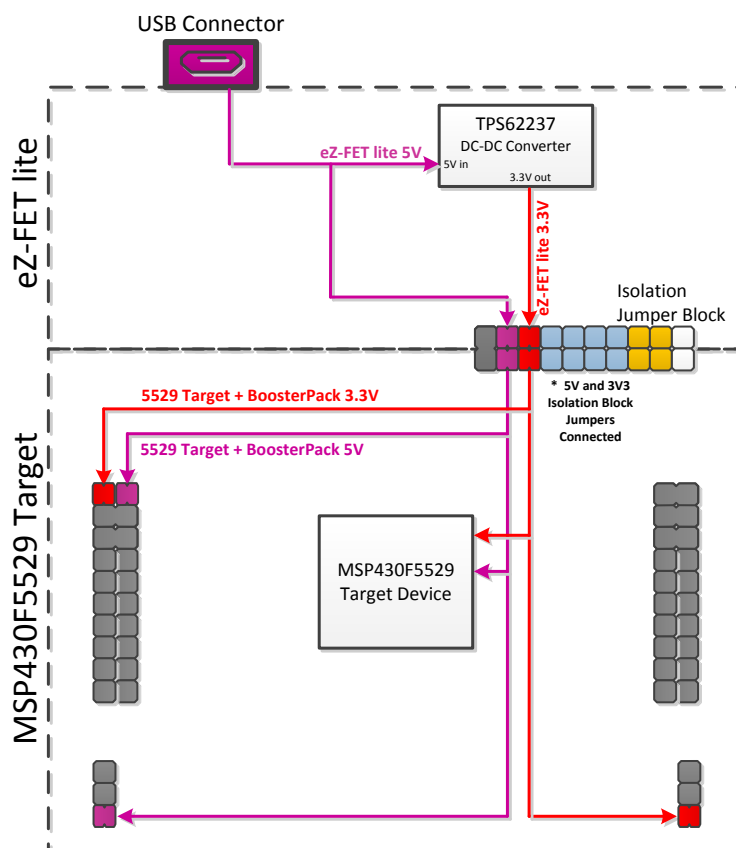 USB Connector
TPS62237
DC-DC Converter
eZ-FET lite 5V
5V in
3.3V out
eZ-FET lite
eZ-FET lite 3.3V
Isolation
Jumper Block
* 5V and 3V3
Isolation Block
Jumpers
Connected
5529 Target + BoosterPack 3.3V
5529 Target + BoosterPack 5V
MSP430F5529 Target
MSP430F5529
Target Device